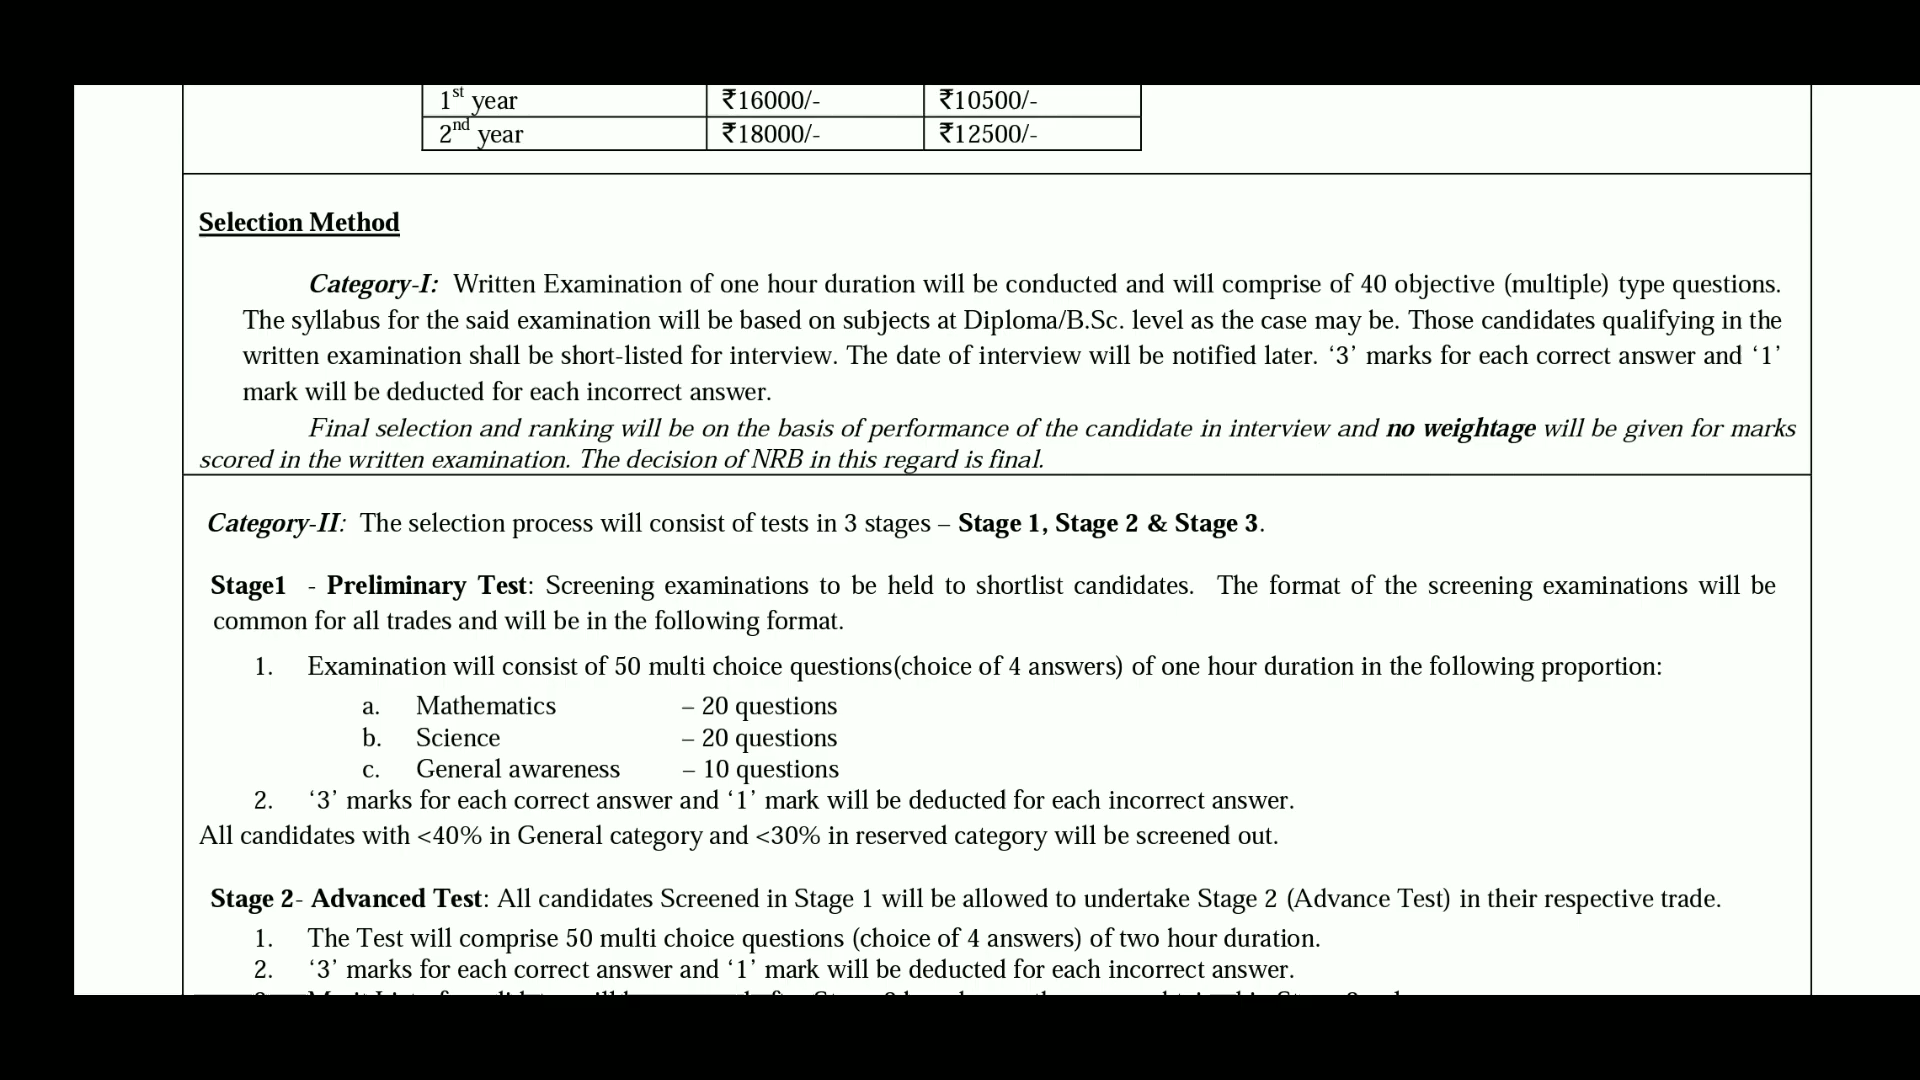 1st year ₹16000/- ₹10500/-
2nd year ₹18000/- ₹12500/-
Selection Method
Category-I: Written Examination of one hour duration will be conducted and will comprise of 40 objective (multiple) type questions.
The syllabus for the said examination will be based on subjects at Diploma/B.Sc. level as the case may be. Those candidates qualifying in the
written examination shall be short-listed for interview. The date of interview will be notified later. ‘3’ marks for each correct answer and ‘1’
mark will be deducted for each incorrect answer.
Final selection and ranking will be on the basis of performance of the candidate in interview and no weightage will be given for marks
scored in the written examination. The decision of NRB in this regard is final.
Category-II: The selection process will consist of tests in 3 stages – Stage 1, Stage 2 & Stage 3.
Stage1 - Preliminary Test: Screening examinations to be held to shortlist candidates. The format of the screening examinations will be
common for all trades and will be in the following format.
1. Examination will consist of 50 multi choice questions(choice of 4 answers) of one hour duration in the following proportion:
a. Mathematics – 20 questions
b. Science – 20 questions
c. General awareness – 10 questions
2. ‘3’ marks for each correct answer and ‘1’ mark will be deducted for each incorrect answer.
All candidates with <40% in General category and <30% in reserved category will be screened out.
Stage 2- Advanced Test: All candidates Screened in Stage 1 will be allowed to undertake Stage 2 (Advance Test) in their respective trade.
1. The Test will comprise 50 multi choice questions (choice of 4 answers) of two hour duration.
2. ‘3’ marks for each correct answer and ‘1’ mark will be deducted for each incorrect answer.